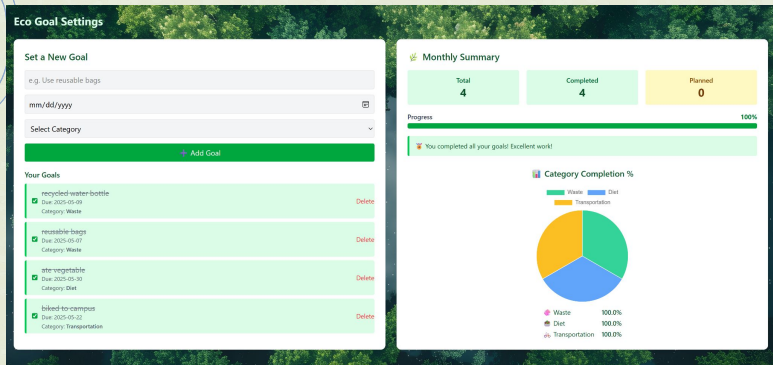 Eco Goal Settings
Set a New Goal
e.g. Use reusable bags
mm/dd/yyyy
Select Category
+ Add Goal
Your Goals
recycled water bottle
Due: 2025-05-09
Category: Waste
Delete
reusable bags
Due: 2025-05-07
Category: Waste
Delete
ate vegetable
Due: 2025-05-30
Category: Diet
Delete
biked to campus
Due: 2025-05-22
Category: Transportation
Delete
Monthly Summary
Total
4
Completed
4
Planned
0
Progress 100%
You completed all your goals! Excellent work!
Category Completion %
Waste Diet
Transportation
Waste 100.0%
Diet 100.0%
Transportation 100.0%